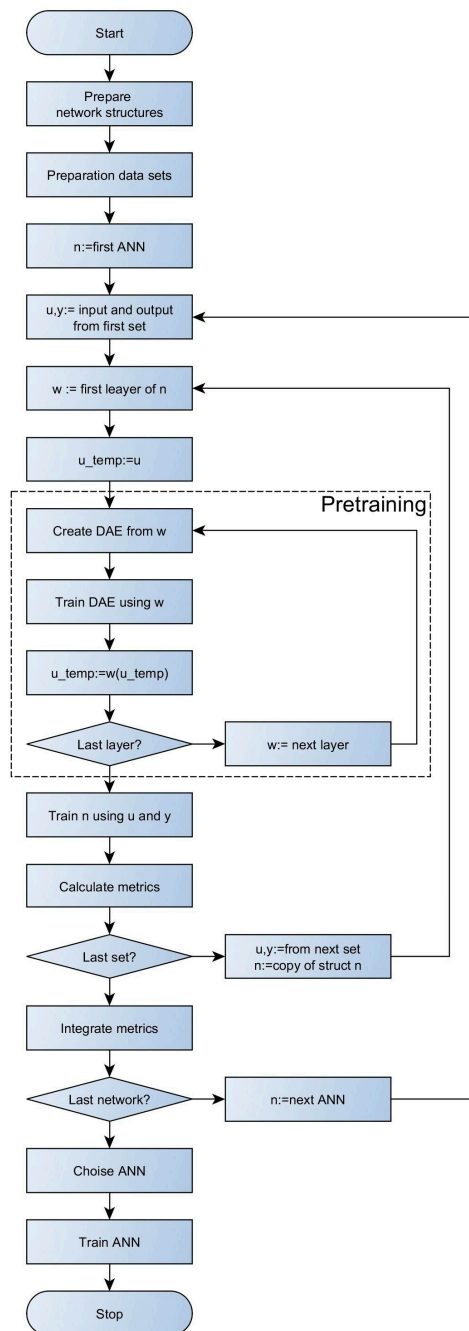 Start
Prepare
network structures
Preparation data sets
n:=first ANN
u,y:= input and output
from first set
w := first leayer of n
u_temp:=u
Pretraining
Create DAE from w
Train DAE using w
u_temp:=w(u_temp)
Last layer?
w:= next layer
Train n using u and y
Calculate metrics
Last set?
u,y:=from next set
n:=copy of struct n
Integrate metrics
Last network?
n:=next ANN
Choise ANN
Train ANN
Stop